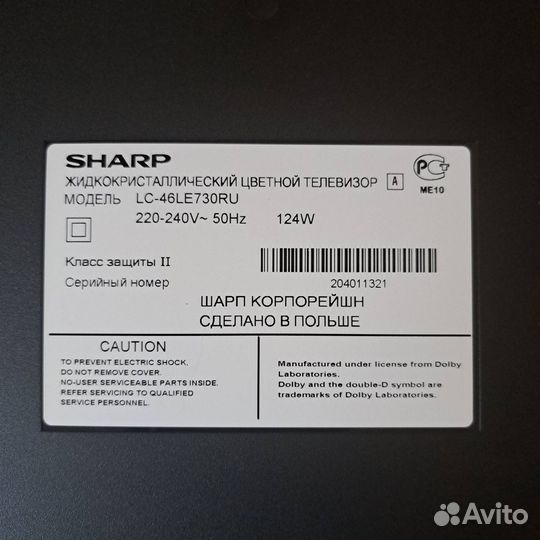 SHARP
ЖИДКОКРИСТАЛЛИЧЕСКИЙ ЦВЕТНОЙ ТЕЛЕВИЗОР A
МОДЕЛЬ LC-46LE730RU
220-240V~ 50Hz 124W
РСТ
ME10
Класс защиты II
Серийный номер
204011321
ШАРП КОРПОРЕЙШН
СДЕЛАНО В ПОЛЬШЕ
CAUTION
TO PREVENT ELECTRIC SHOCK,
DO NOT REMOVE COVER.
NO-USER SERVICEABLE PARTS INSIDE.
REFER SERVICING TO QUALIFIED
SERVICE PERSONNEL.
Manufactured under license from Dolby
Laboratories.
Dolby and the double-D symbol are
trademarks of Dolby Laboratories.
Avito